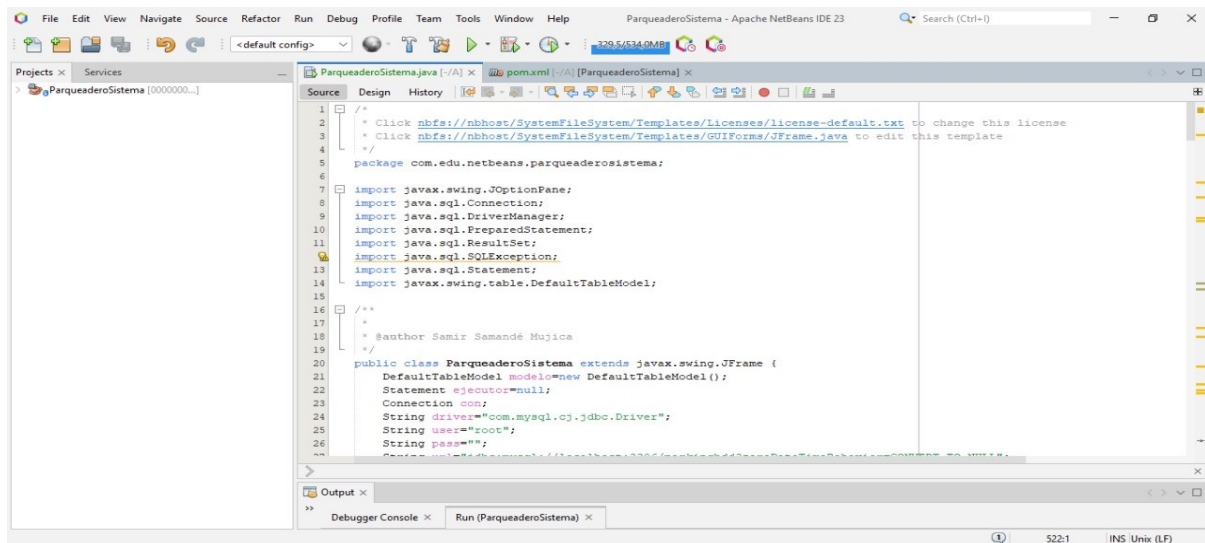 File Edit View Navigate Source Refactor Run Debug Profile Team Tools Window Help ParqueaderoSistema - Apache NetBeans IDE 23 Search (Ctrl+I)
<default config> 329,5/534,0MB
Projects Services
ParqueaderoSistema.java [-/A] pom.xml [-/A] [ParqueaderoSistema]
ParqueaderoSistema [0000000...]
Source Design History
1 /*
2 * Click nbfs://nbhost/SystemFileSystem/Templates/Licenses/license-default.txt to change this license
3 * Click nbfs://nbhost/SystemFileSystem/Templates/GUIForms/JFrame.java to edit this template
4 */
5 package com.edu.netbeans.parqueaderosistema;
6
7 import javax.swing.JOptionPane;
8 import java.sql.Connection;
9 import java.sql.DriverManager;
10 import java.sql.PreparedStatement;
11 import java.sql.ResultSet;
import java.sql.SQLException;
13 import java.sql.Statement;
14 import javax.swing.table.DefaultTableModel;
15
16 /**
17 *
18 * @author Samir Samandé Mujica
19 */
20 public class ParqueaderoSistema extends javax.swing.JFrame {
21 DefaultTableModel modelo=new DefaultTableModel();
22 Statement ejecutor=null;
23 Connection con;
24 String driver="com.mysql.cj.jdbc.Driver";
25 String user="root";
26 String pass="";
Output
Debugger Console Run (ParqueaderoSistema)
1 522:1 INS Unix (LF)